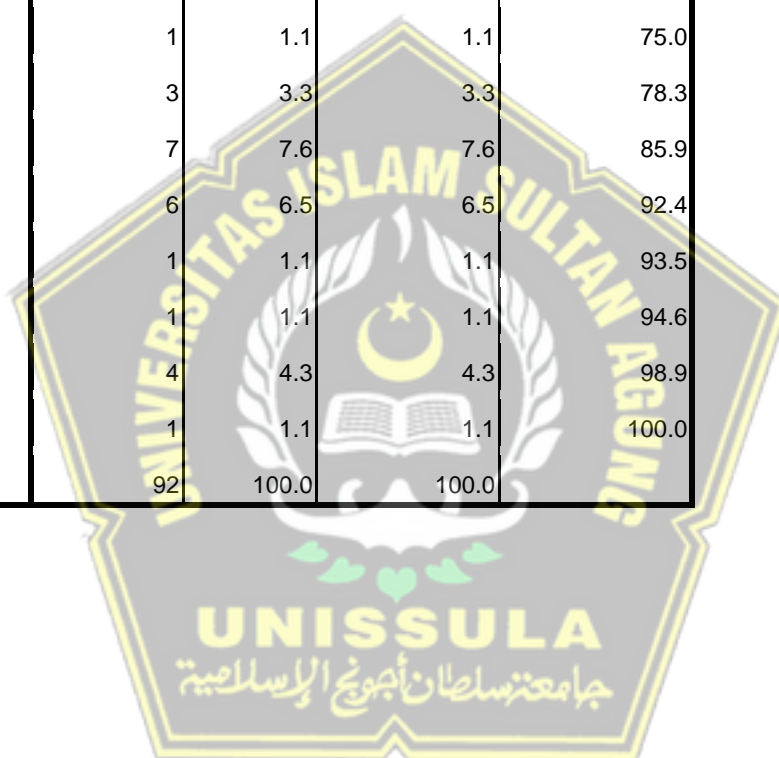 1 1.1 1.1 75.0
3 3.3 3.3 78.3
7 7.6 7.6 85.9
6 6.5 6.5 92.4
1 1.1 1.1 93.5
1 1.1 1.1 94.6
4 4.3 4.3 98.9
1 1.1 1.1 100.0
92 100.0 100.0
UNIVERSITAS ISLAM SULTAN AGUNG
UNISSULA
جامعة سلطان أجونج الإسلامية